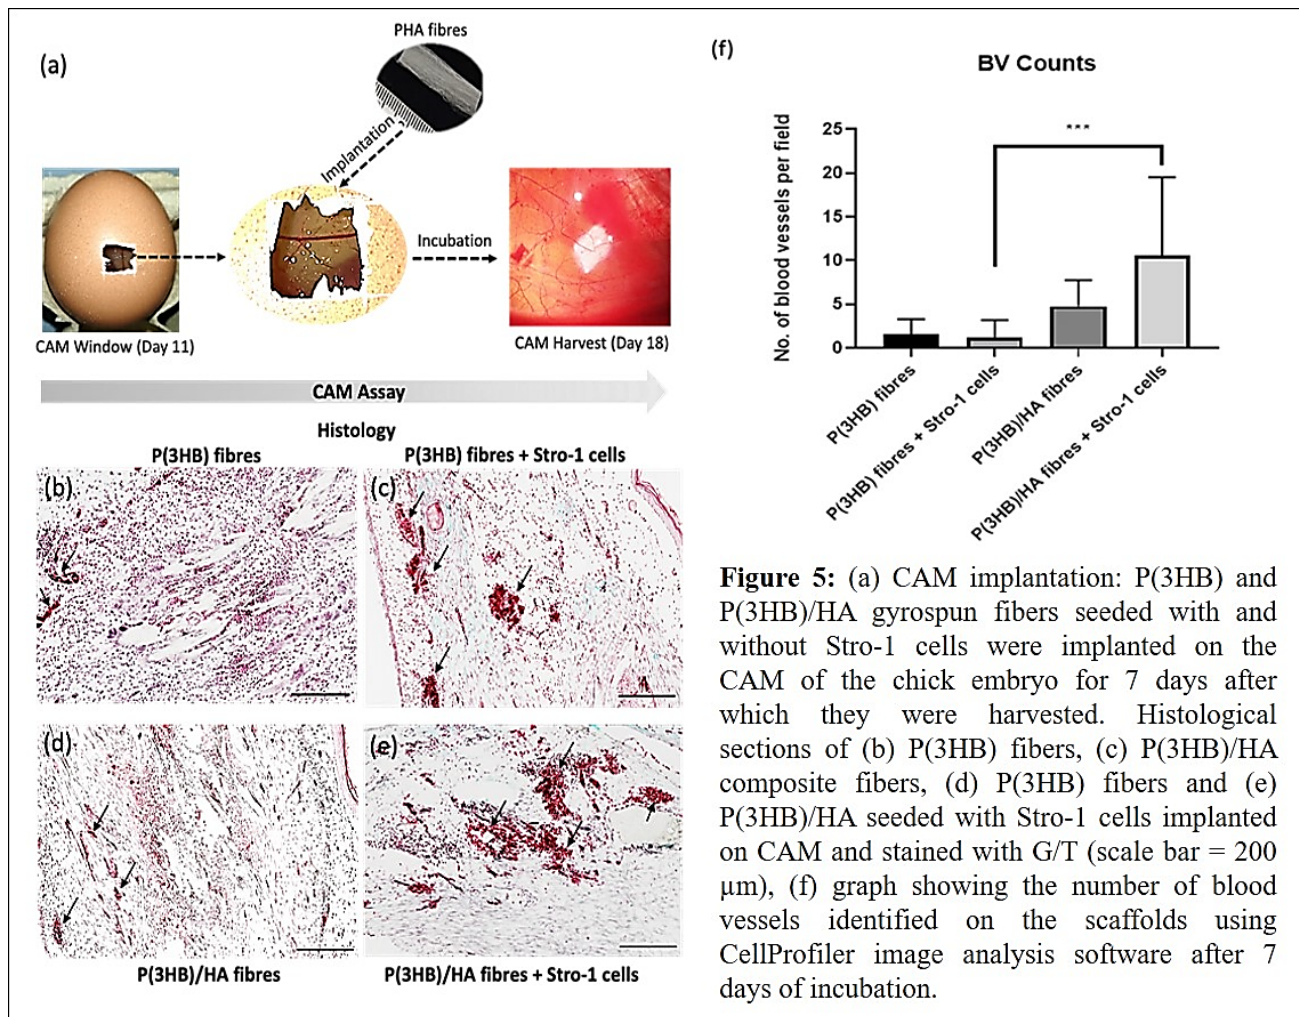 PHA fibres
(a)
Implantation
Incubation
CAM Window (Day 11)
CAM Harvest (Day 18)
CAM Assay
Histology
P(3HB) fibres
P(3HB) fibres + Stro-1 cells
(b)
(c)
(d)
(e)
P(3HB)/HA fibres
P(3HB)/HA fibres + Stro-1 cells
(f)
BV Counts
No. of blood vessels per field
25
20
15
10
5
0
***
P(3HB) fibres
P(3HB) fibres + Stro-1 cells
P(3HB)/HA fibres
P(3HB)/HA fibres + Stro-1 cells
Figure 5: (a) CAM implantation: P(3HB) and
P(3HB)/HA gyrospun fibers seeded with and
without Stro-1 cells were implanted on the
CAM of the chick embryo for 7 days after
which they were harvested. Histological
sections of (b) P(3HB) fibers, (c) P(3HB)/HA
composite fibers, (d) P(3HB) fibers and (e)
P(3HB)/HA seeded with Stro-1 cells implanted
on CAM and stained with G/T (scale bar = 200
µm), (f) graph showing the number of blood
vessels identified on the scaffolds using
CellProfiler image analysis software after 7
days of incubation.